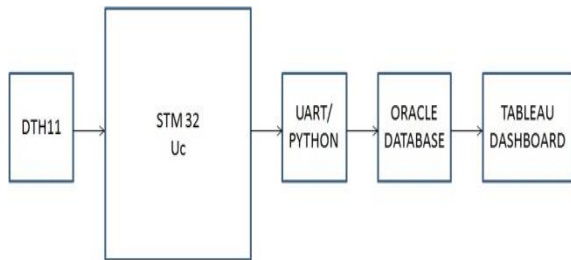 DTH11
STM 32
Uc
UART/
PYTHON
ORACLE
DATABASE
TABLEAU
DASHBOARD